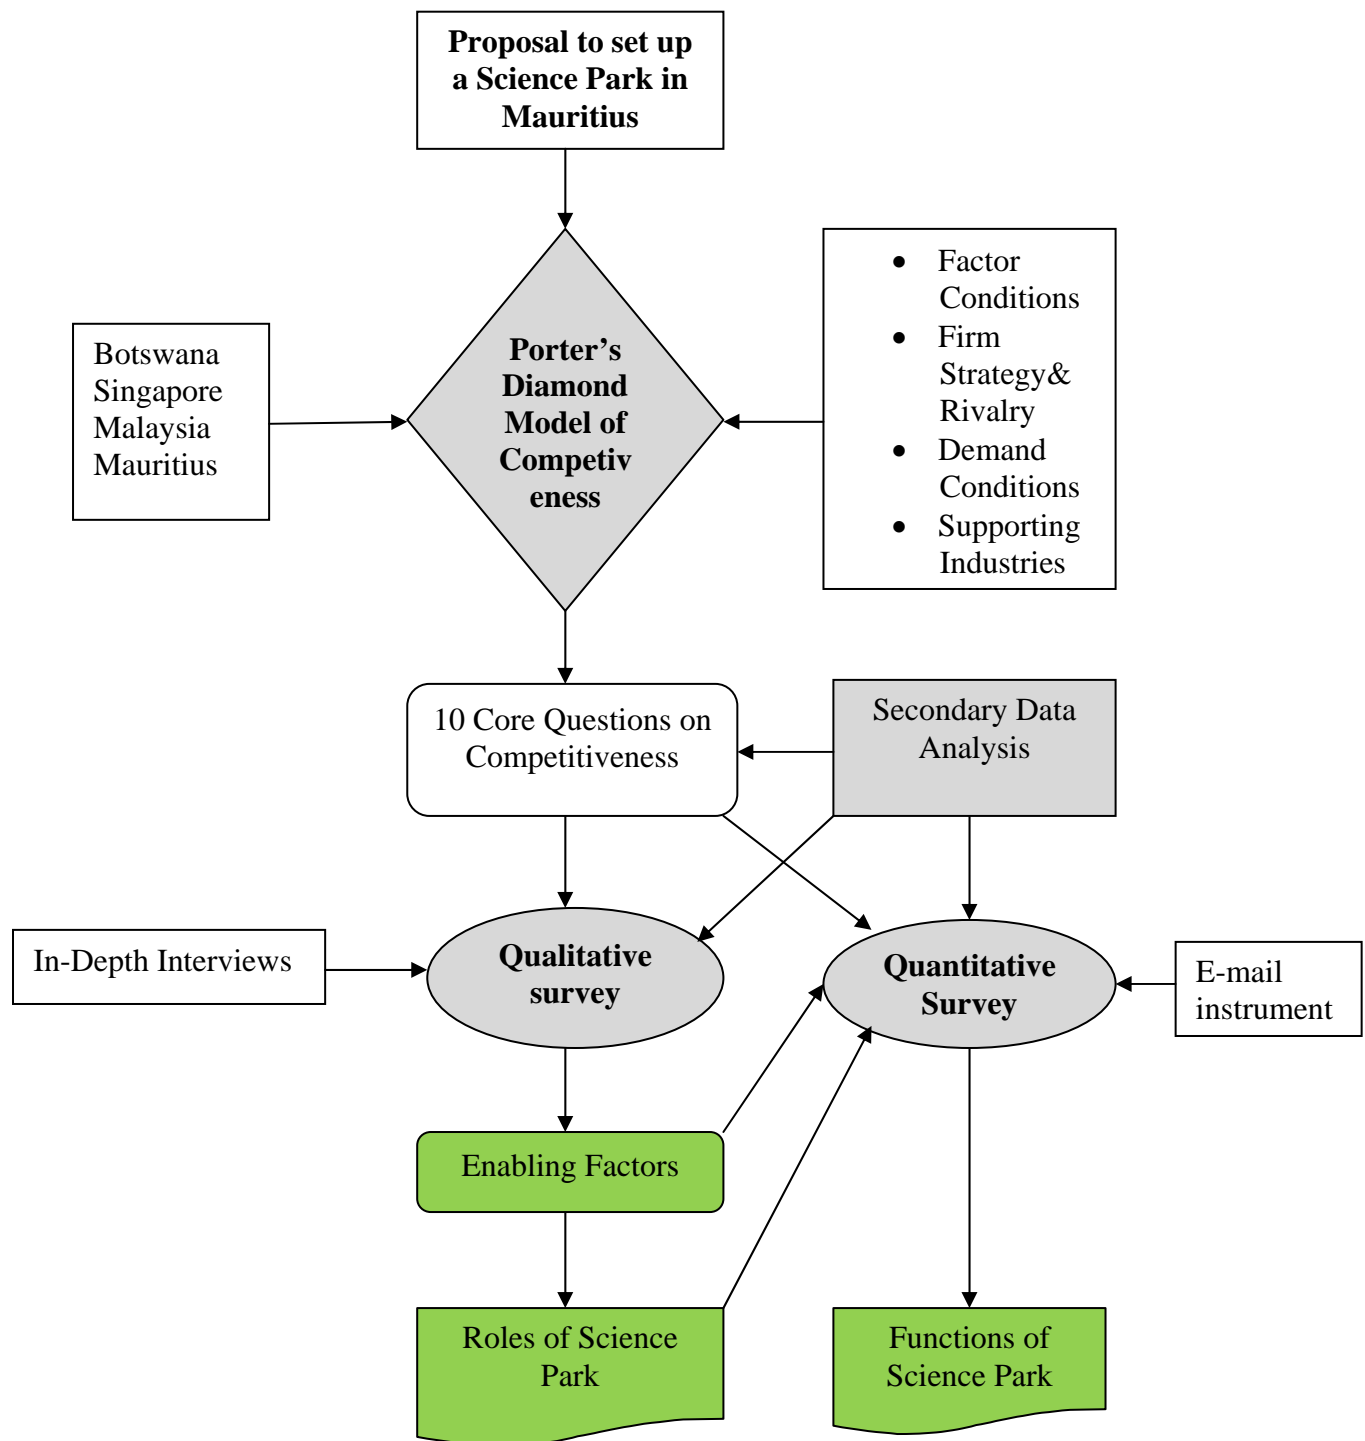 Proposal to set up
a Science Park in
Mauritius
Botswana
Singapore
Malaysia
Mauritius
Porter’s
Diamond
Model of
Competiv
eness
• Factor
Conditions
• Firm
Strategy&
Rivalry
• Demand
Conditions
• Supporting
Industries
10 Core Questions on
Competitiveness
Secondary Data
Analysis
In-Depth Interviews
Qualitative
survey
Quantitative
Survey
E-mail
instrument
Enabling Factors
Roles of Science
Park
Functions of
Science Park